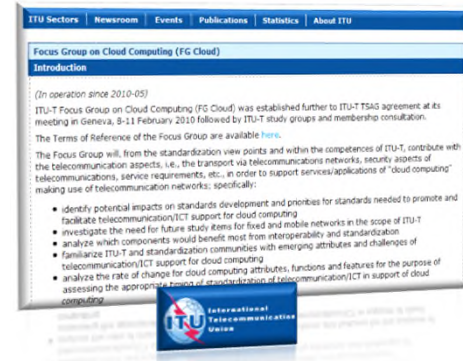 ITU Sectors | Newsroom | Events | Publications | Statistics | About ITU
Focus Group on Cloud Computing (FG Cloud)
Introduction
(In operation since 2010-05)
ITU-T Focus Group on Cloud Computing (FG Cloud) was established further to ITU-T TSAG agreement at its
meeting in Geneva, 8-11 February 2010 followed by ITU-T study groups and membership consultation.
The Terms of Reference of the Focus Group are available here.
The Focus Group will, from the standardization view points and within the competences of ITU-T, contribute with
the telecommunication aspects, i.e., the transport via telecommunications networks, security aspects of
telecommunications, service requirements, etc., in order to support services/applications of "cloud computing"
making use of telecommunication networks; specifically:
• identify potential impacts on standards development and priorities for standards needed to promote and
facilitate telecommunication/ICT support for cloud computing
• investigate the need for future study items for fixed and mobile networks in the scope of ITU-T
• analyze which components would benefit most from interoperability and standardization
• familiarize ITU-T and standardization communities with emerging attributes and challenges of
telecommunication/ICT support for cloud computing
• analyze the rate of change for cloud computing attributes, functions and features for the purpose of
assessing the appropriate timing of standardization of telecommunication/ICT in support of cloud
computing
ITU
International
Telecommunication
Union